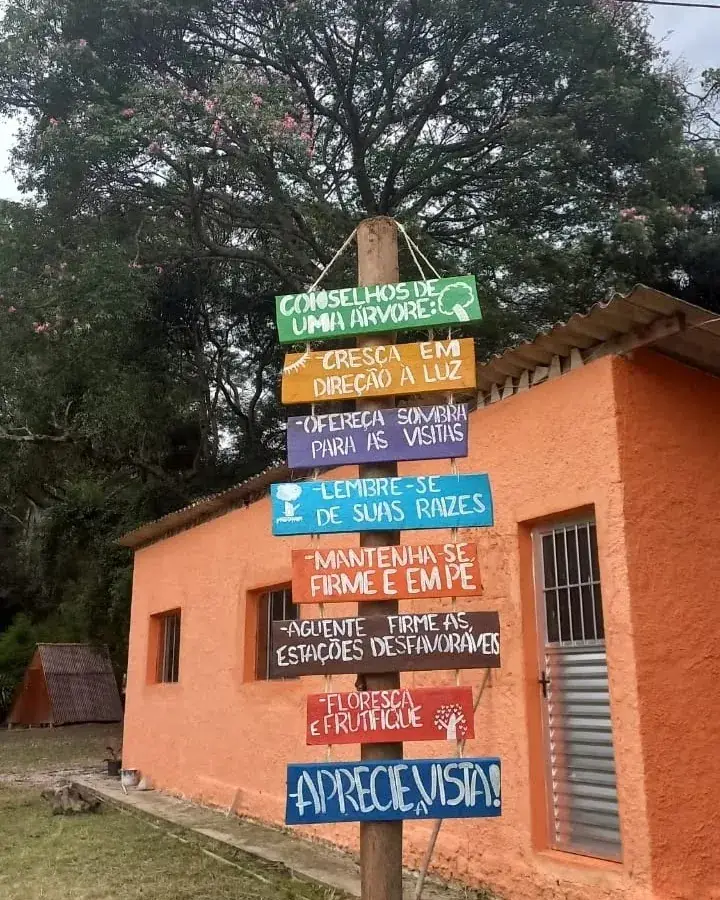 CONSELHOS DE
UMA ÁRVORE:
-CRESÇA EM
DIREÇÃO À LUZ
-OFEREÇA SOMBRA
PARA AS VISITAS
-LEMBRE-SE
DE SUAS RAÍZES
-MANTENHA-SE
FIRME E EM PÉ
-AGUENTE FIRME AS,
ESTAÇÕES DESFAVORÁVEIS
-FLORESÇA
E FRUTIFIQUE
-APRECIE A VISTA!